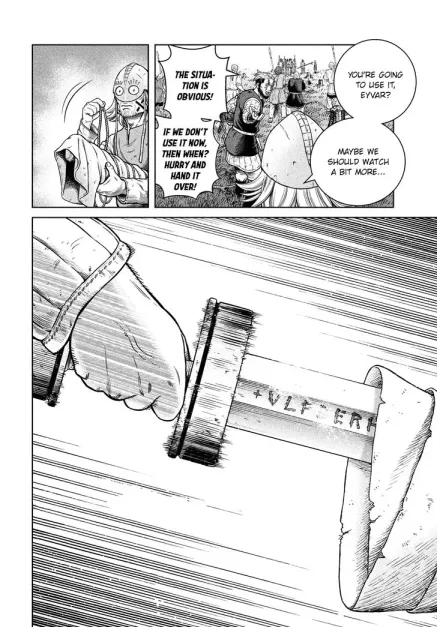 YOU'RE GOING
TO USE IT,
EYVAR?
MAYBE WE
SHOULD WATCH
A BIT MORE...
THE SITUA-
TION IS
OBVIOUS!
IF WE DON'T
USE IT NOW,
THEN WHEN?
HURRY AND
HAND IT
OVER!
+VLF ERH